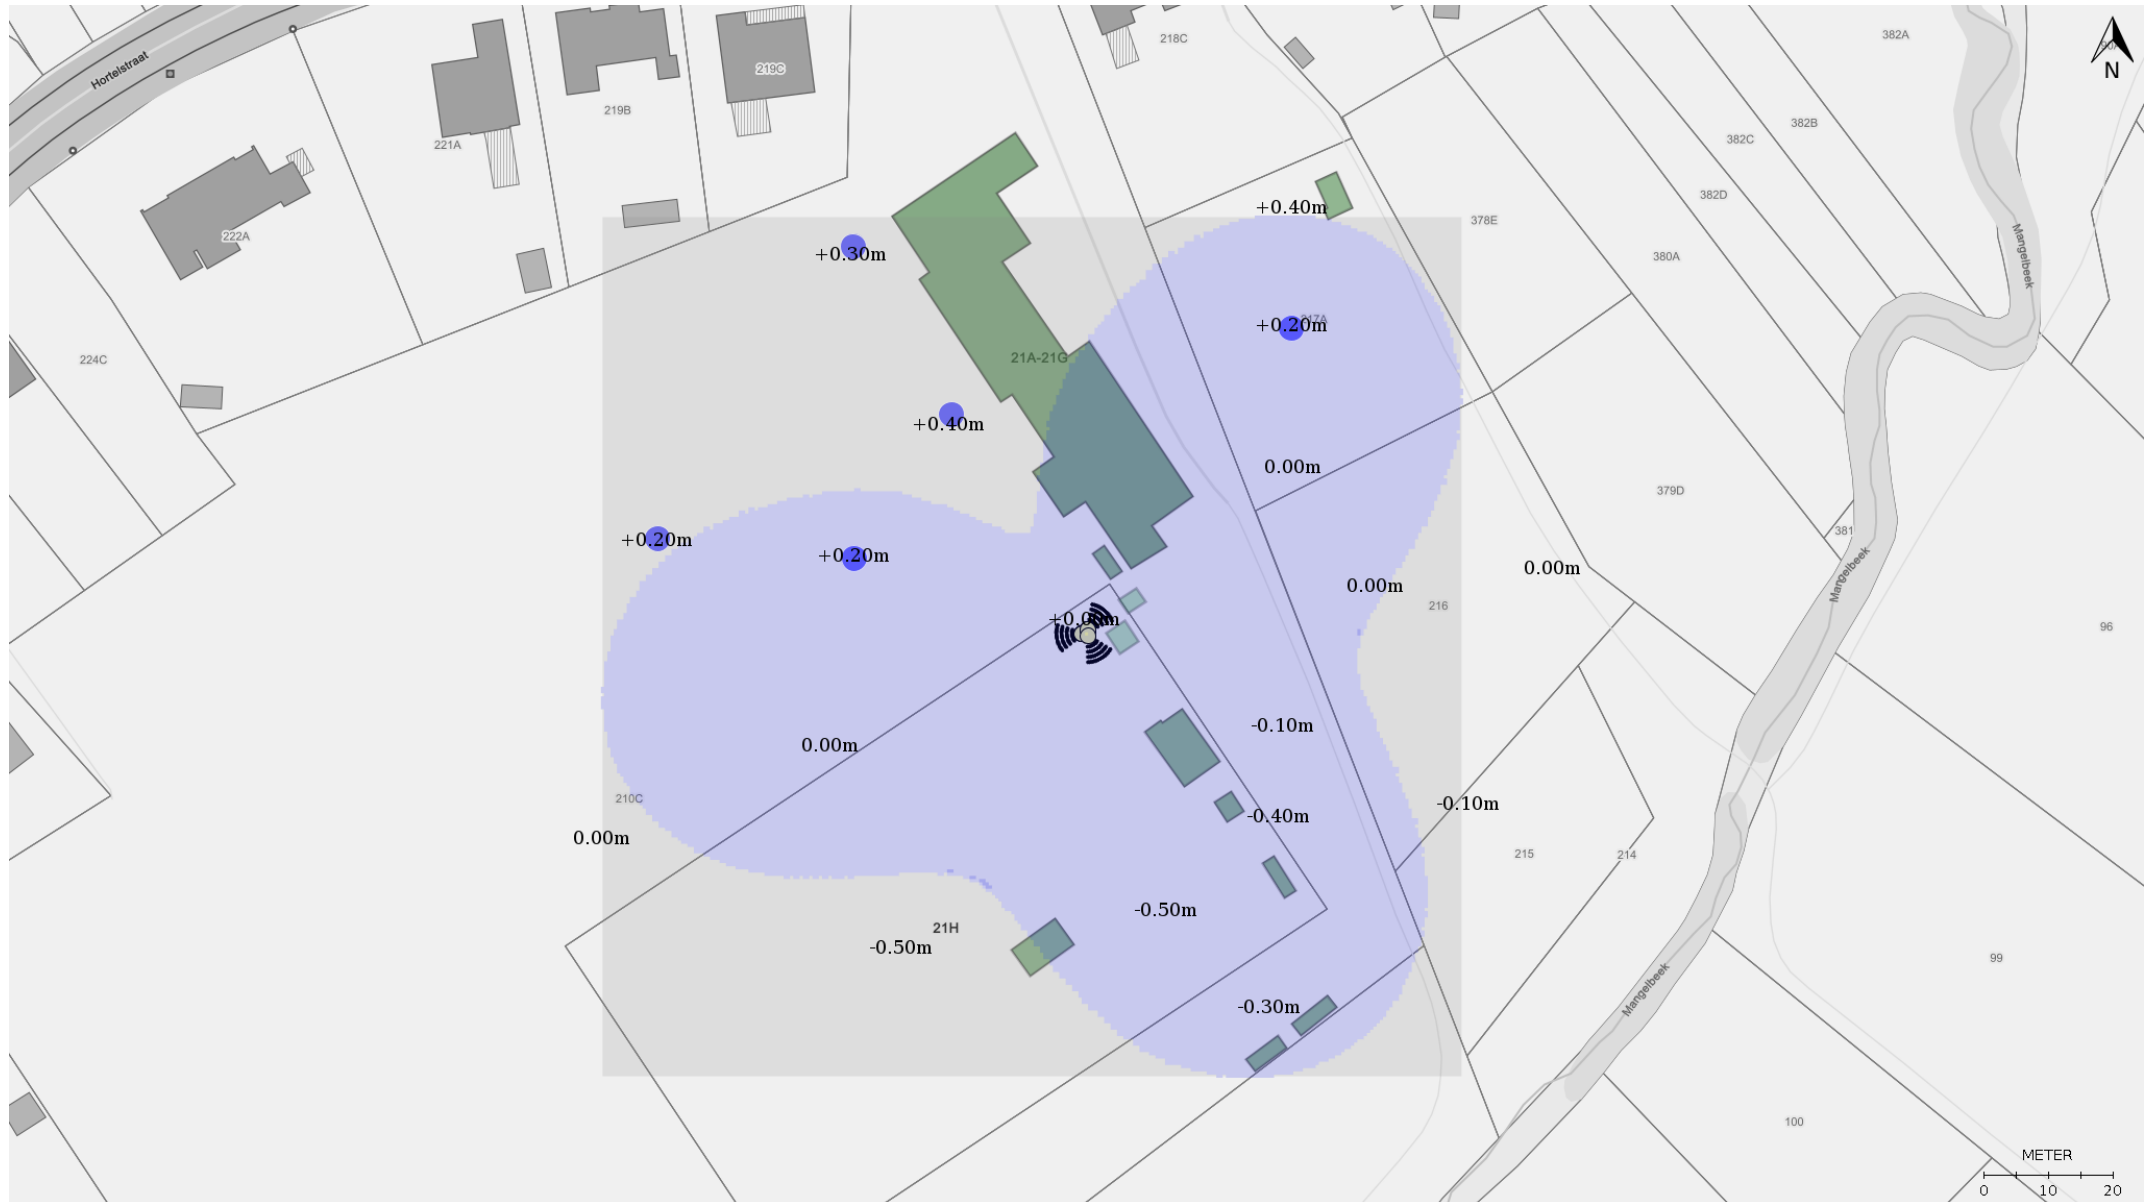 382A
N
218C
Hortelstraat
219C
219B
382B
382C
221A
382D
+0.40m
378E
222A
+0.30m
380A
Mangelbeek
+0.20m
21A-21G
224C
+0.40m
0.00m
379D
381
+0.20m
+0.20m
0.00m
0.00m
Mangelbeek
216
96
-0.10m
0.00m
210C
-0.10m
-0.40m
0.00m
215
214
-0.50m
21H
-0.50m
99
Mangelbeek
-0.30m
100
METER
0 10 20